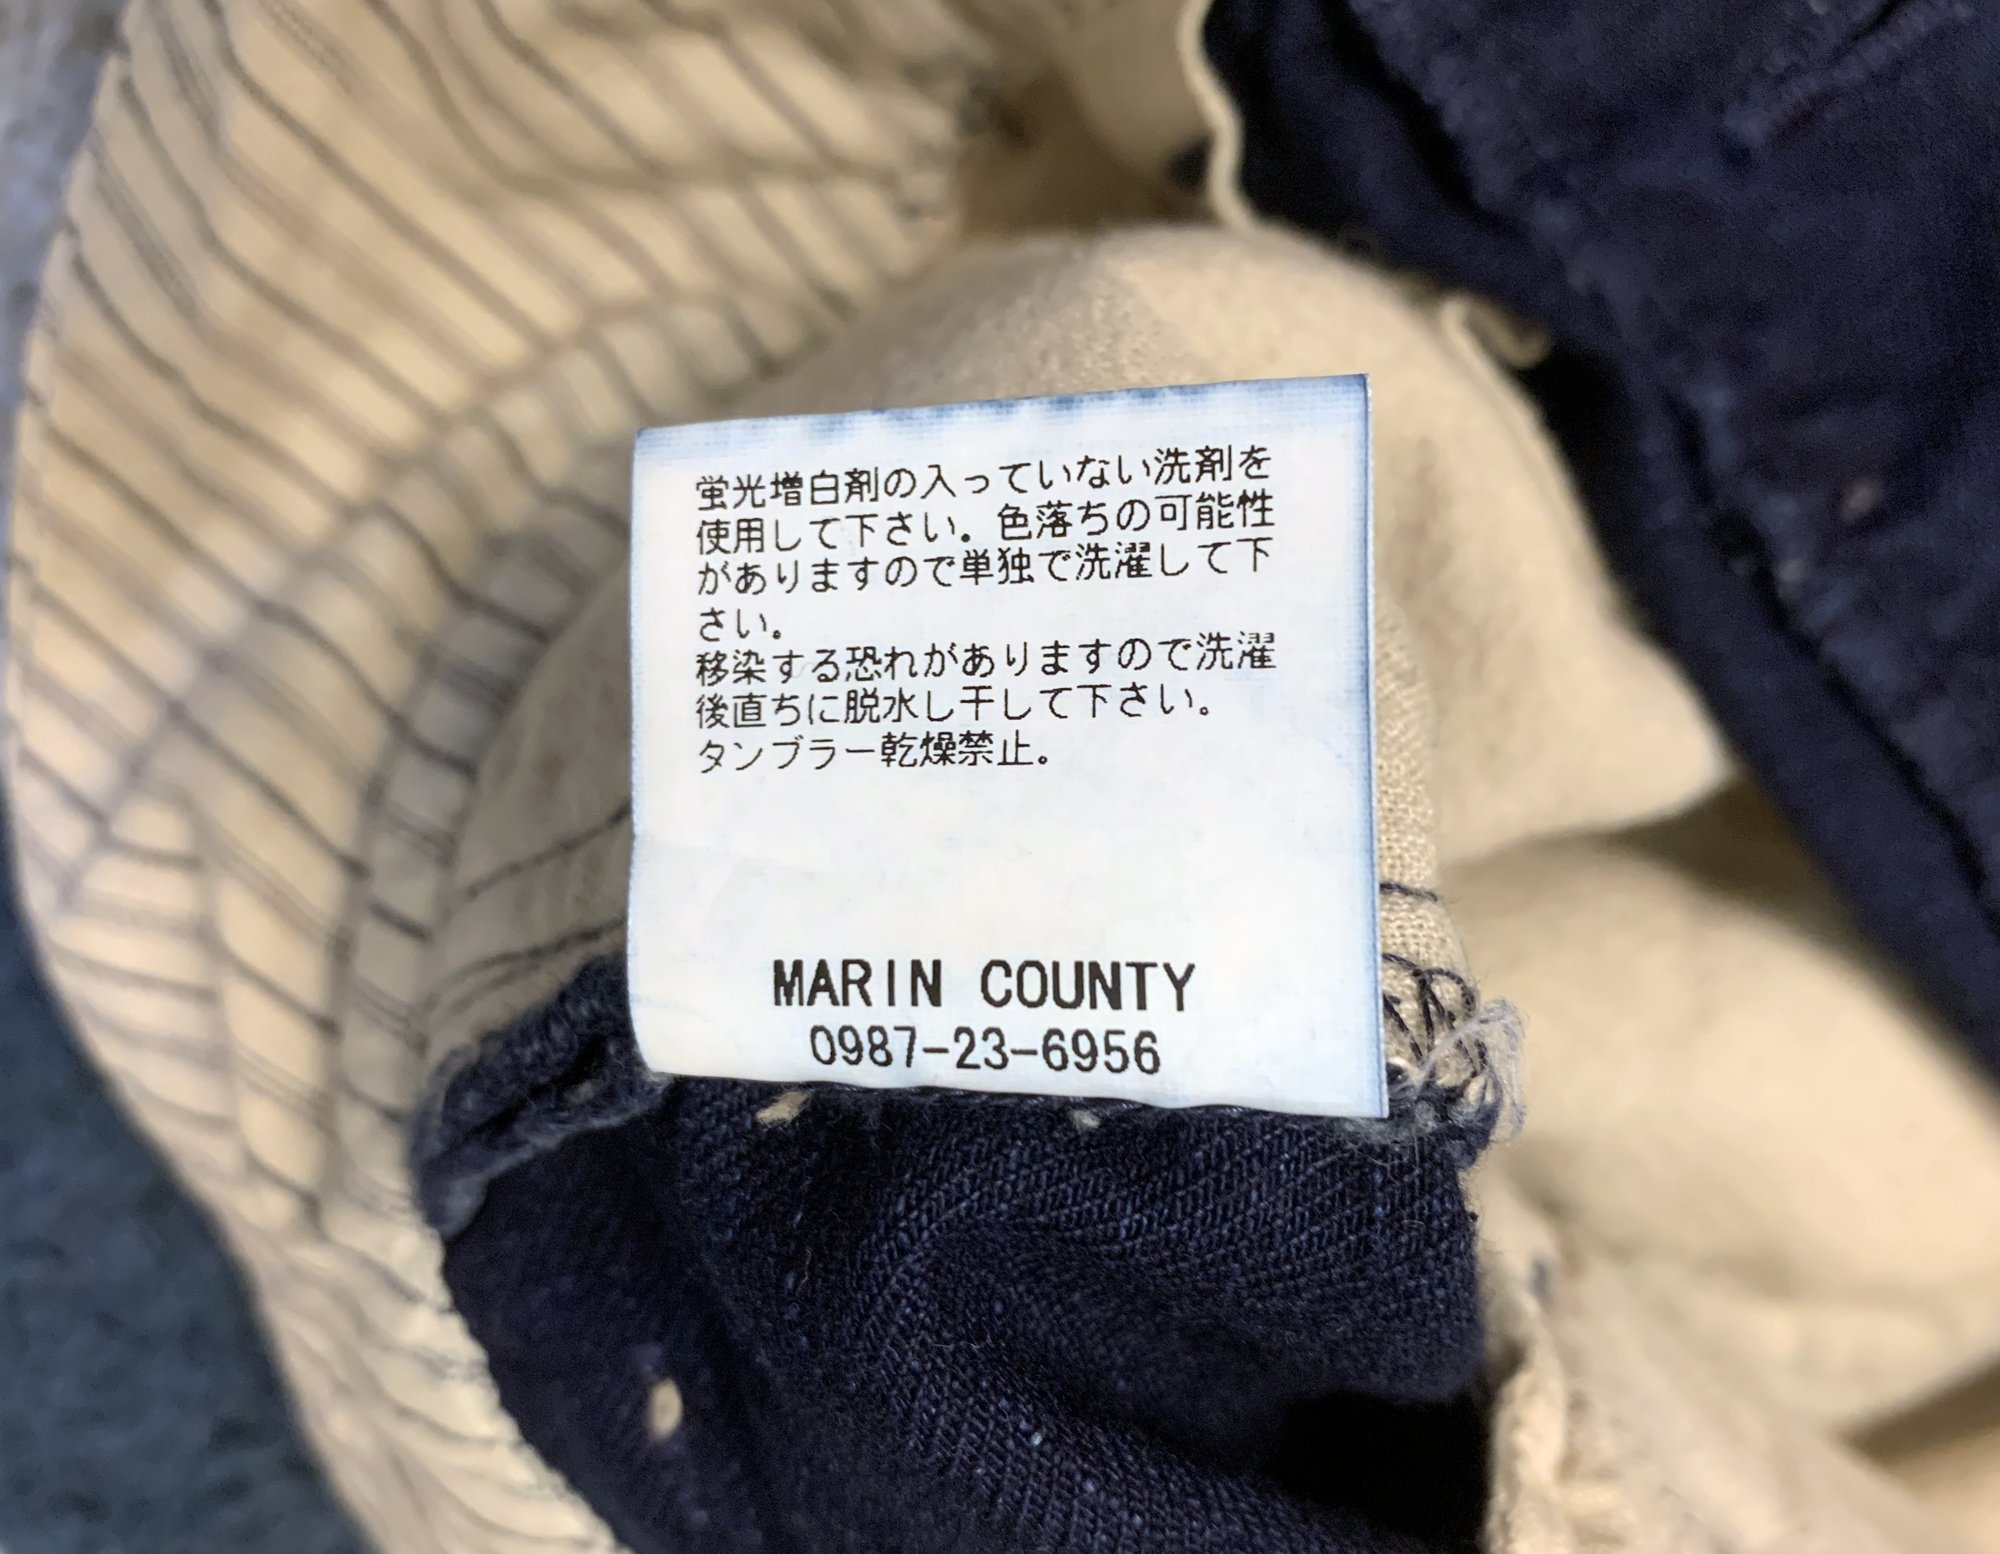 蛍光増白剤の入っていない洗剤を
使用して下さい。色落ちの可能性
がありますので単独で洗濯して下
さい。
移染する恐れがありますので洗濯
後直ちに脱水し干して下さい。
タンブラー乾燥禁止。
MARIN COUNTY
0987-23-6956